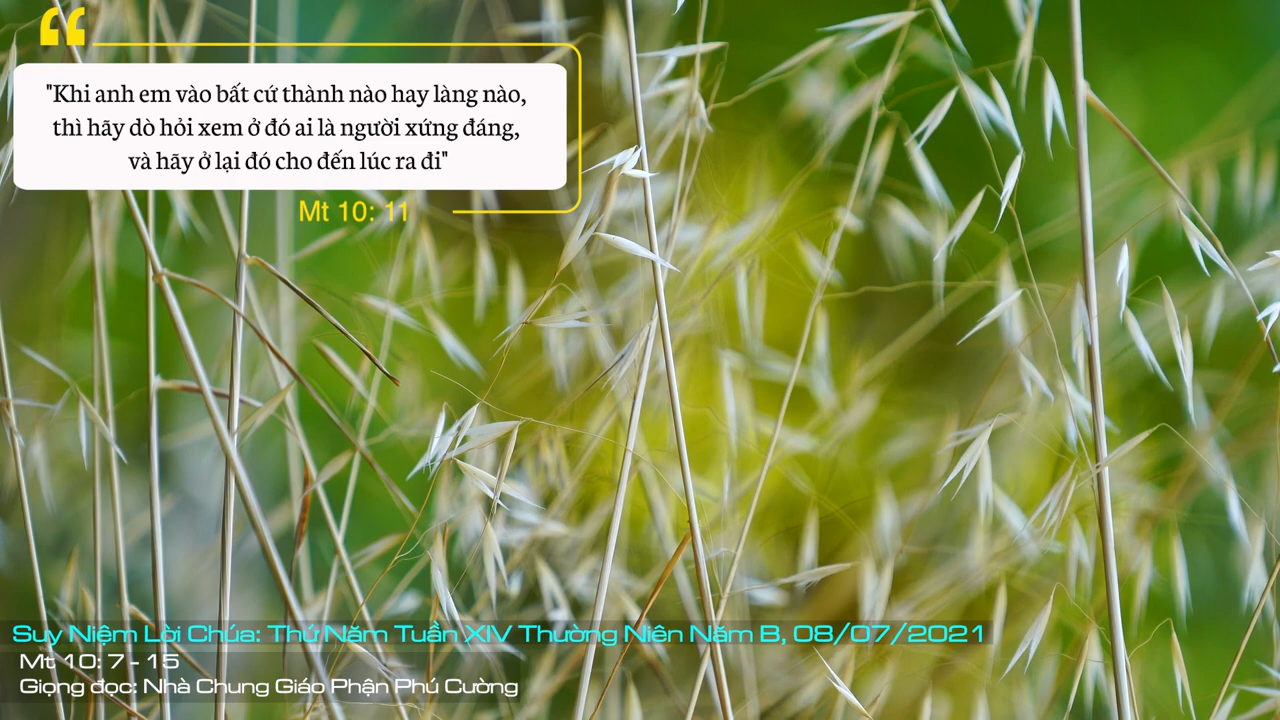 "Khi anh em vào bất cứ thành nào hay làng nào,
thì hãy dò hỏi xem ở đó ai là người xứng đáng,
và hãy ở lại đó cho đến lúc ra đi"
Mt 10: 11
Suy Niệm Lời Chúa: Thứ Năm Tuần XIV Thường Niên Năm B, 08/07/2021
Mt 10: 7 - 15
Giọng đọc: Nhà Chung Giáo Phận Phú Cường